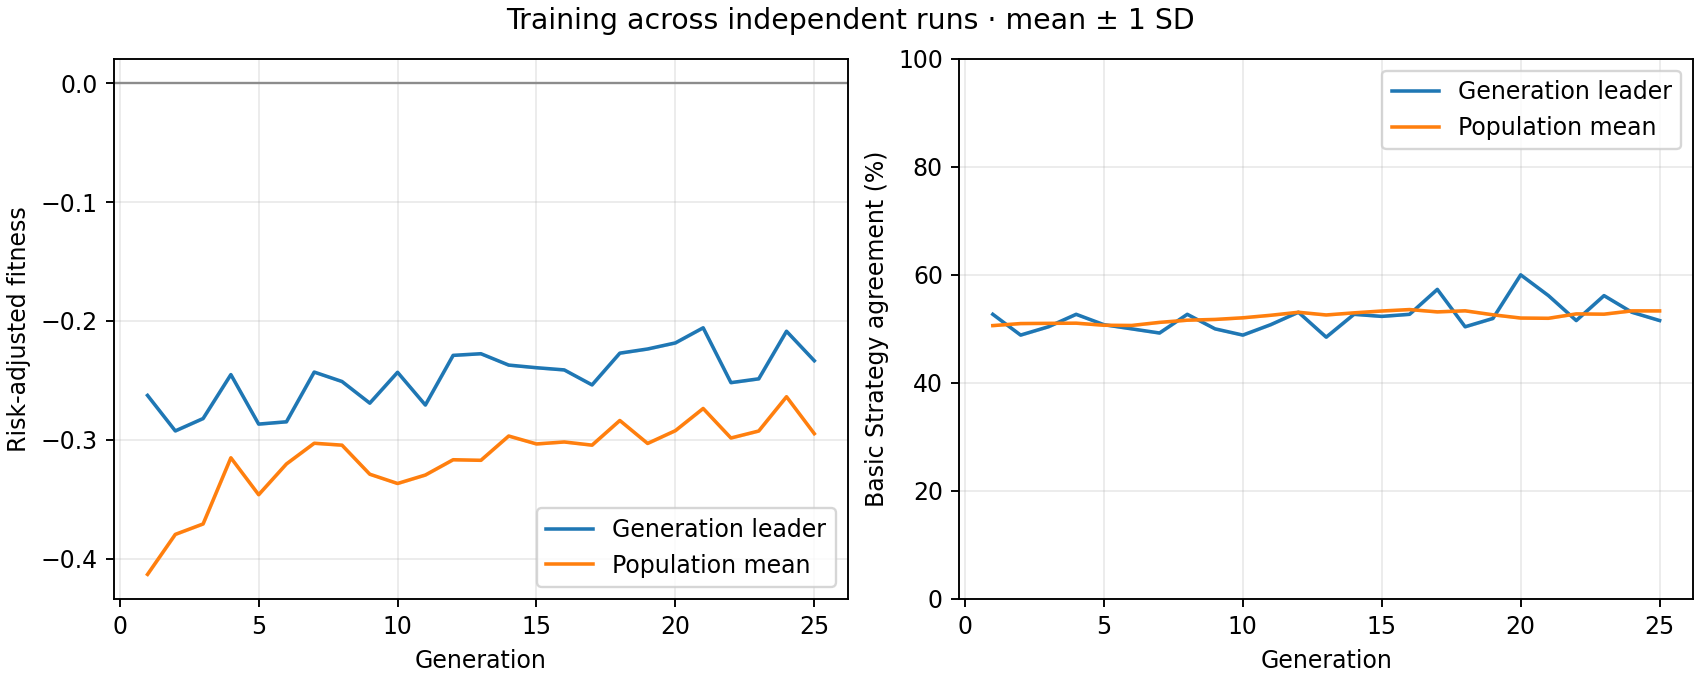 Training across independent runs · mean ± 1 SD
Risk-adjusted fitness
0.0
−0.1
−0.2
−0.3
−0.4
Generation leader
Population mean
0 5 10 15 20 25
Generation
Basic Strategy agreement (%)
100
80
60
40
20
0
Generation leader
Population mean
0 5 10 15 20 25
Generation